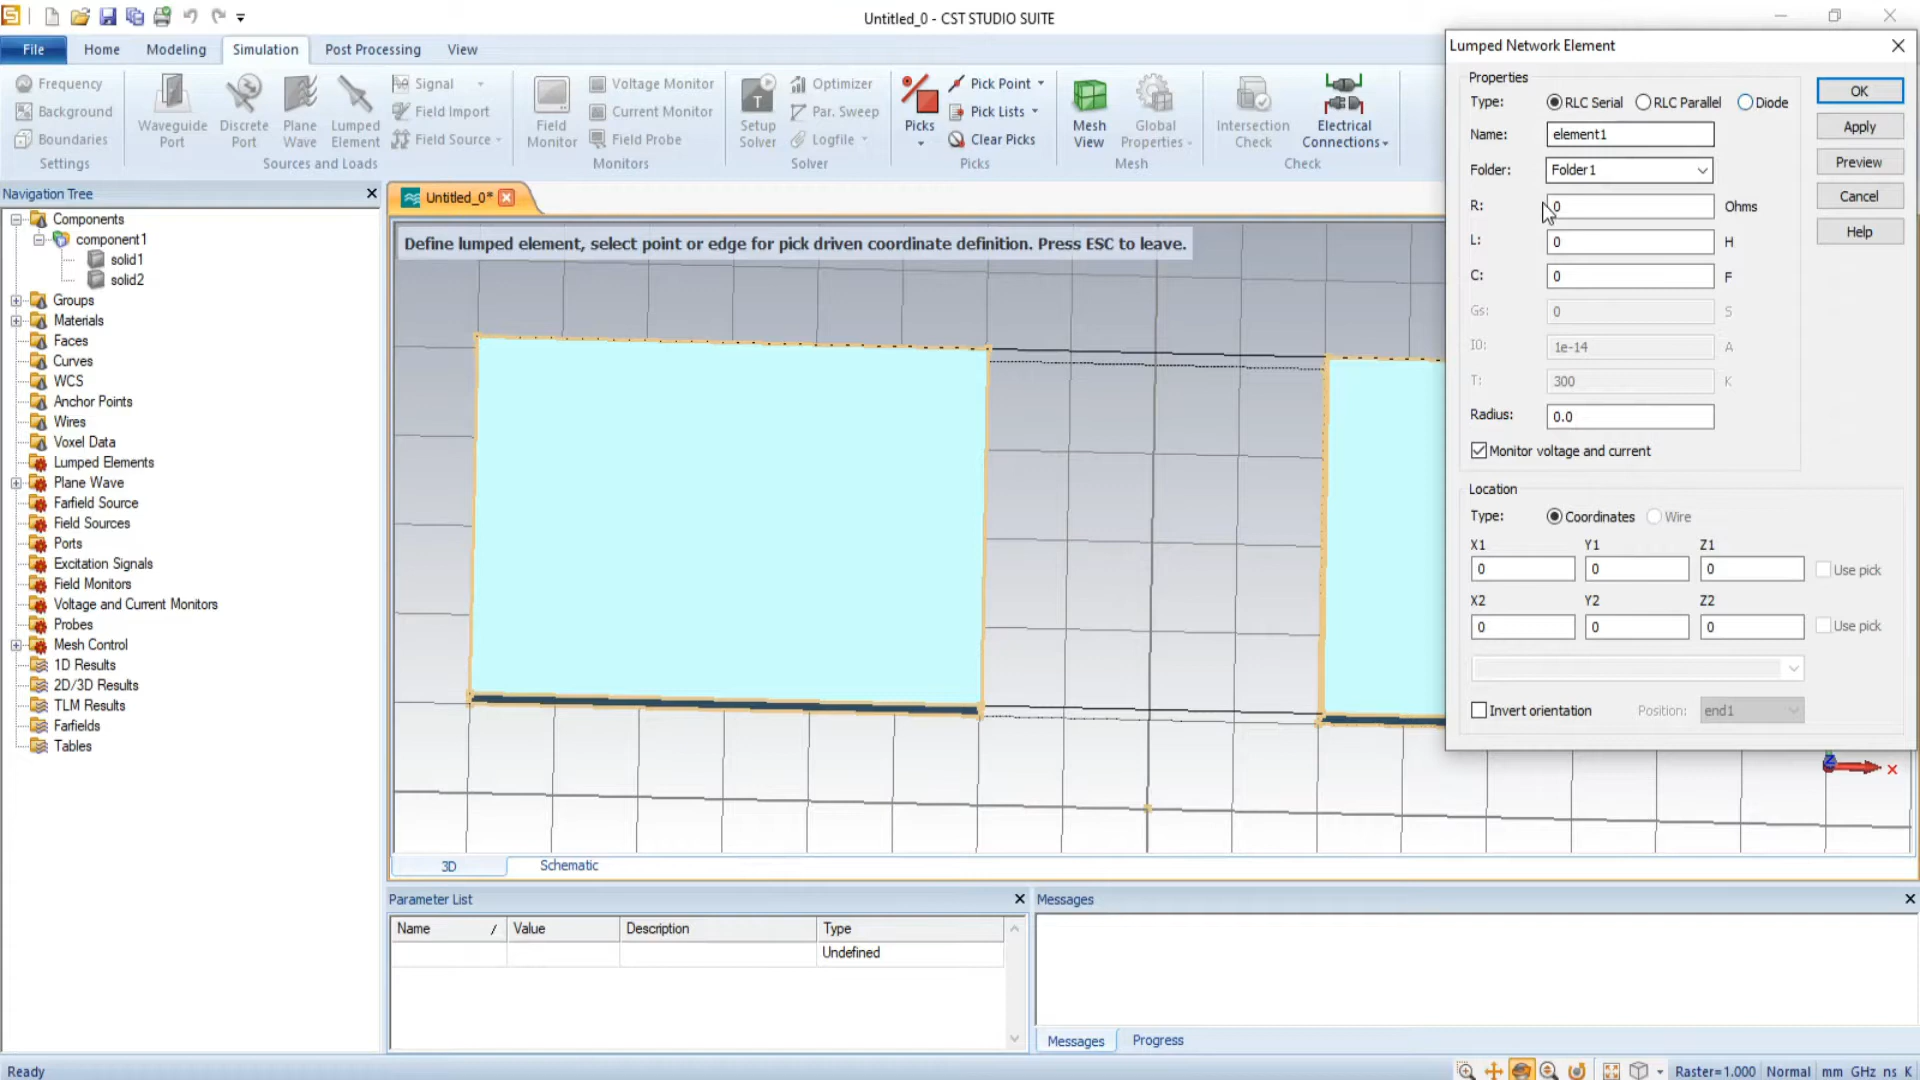 Untitled_0 - CST STUDIO SUITE
File
Home
Modeling
Simulation
Post Processing
View
Frequency
Background
Boundaries
Settings
Waveguide Port
Discrete Port
Plane Wave
Lumped Element
Signal
Field Import
Field Source
Sources and Loads
Field Monitor
Voltage Monitor
Current Monitor
Field Probe
Monitors
Setup Solver
Optimizer
Par. Sweep
Logfile
Solver
Picks
Pick Point
Pick Lists
Clear Picks
Picks
Mesh View
Global Properties
Mesh
Intersection Check
Electrical Connections
Check
Navigation Tree
Components
component1
solid1
solid2
Groups
Materials
Faces
Curves
WCS
Anchor Points
Wires
Voxel Data
Lumped Elements
Plane Wave
Farfield Source
Field Sources
Ports
Excitation Signals
Field Monitors
Voltage and Current Monitors
Probes
Mesh Control
1D Results
2D/3D Results
TLM Results
Farfields
Tables
Untitled_0*
Define lumped element, select point or edge for pick driven coordinate definition. Press ESC to leave.
3D
Schematic
Lumped Network Element
Properties
Type: RLC Serial RLC Parallel Diode
Name: element1
Folder: Folder1
R: 0 Ohms
L: 0 H
C: 0 F
Gs: 0 S
I0: 1e-14 A
T: 300 K
Radius: 0.0
Monitor voltage and current
OK
Apply
Preview
Cancel
Help
Location
Type: Coordinates Wire
X1 Y1 Z1
0 0 0 Use pick
X2 Y2 Z2
0 0 0 Use pick
Invert orientation Position: end1
z
x
Parameter List
Name / Value Description Type
Undefined
Messages
Messages
Progress
Ready
Raster=1.000 Normal mm GHz ns K